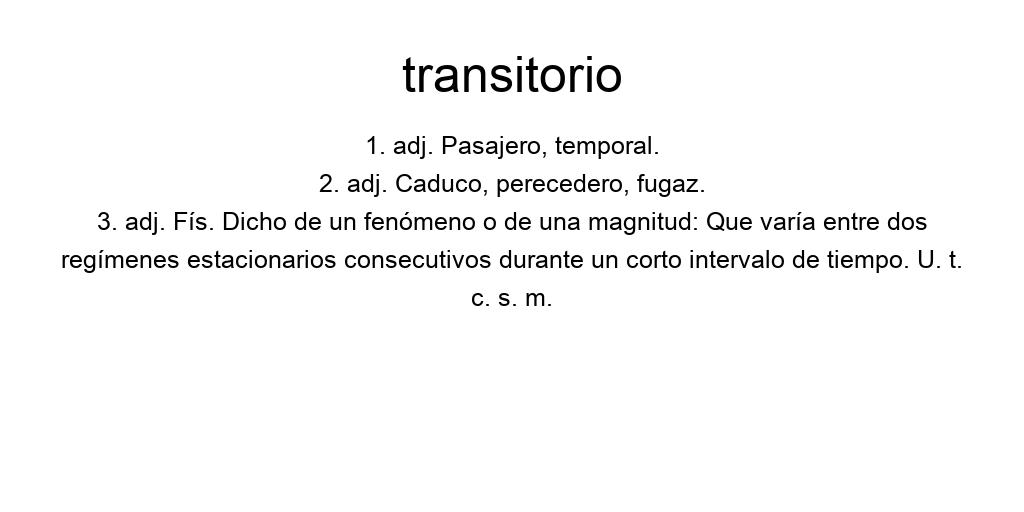 transitorio
1. adj. Pasajero, temporal.
2. adj. Caduco, perecedero, fugaz.
3. adj. Fís. Dicho de un fenómeno o de una magnitud: Que varía entre dos
regímenes estacionarios consecutivos durante un corto intervalo de tiempo. U. t.
c. s. m.